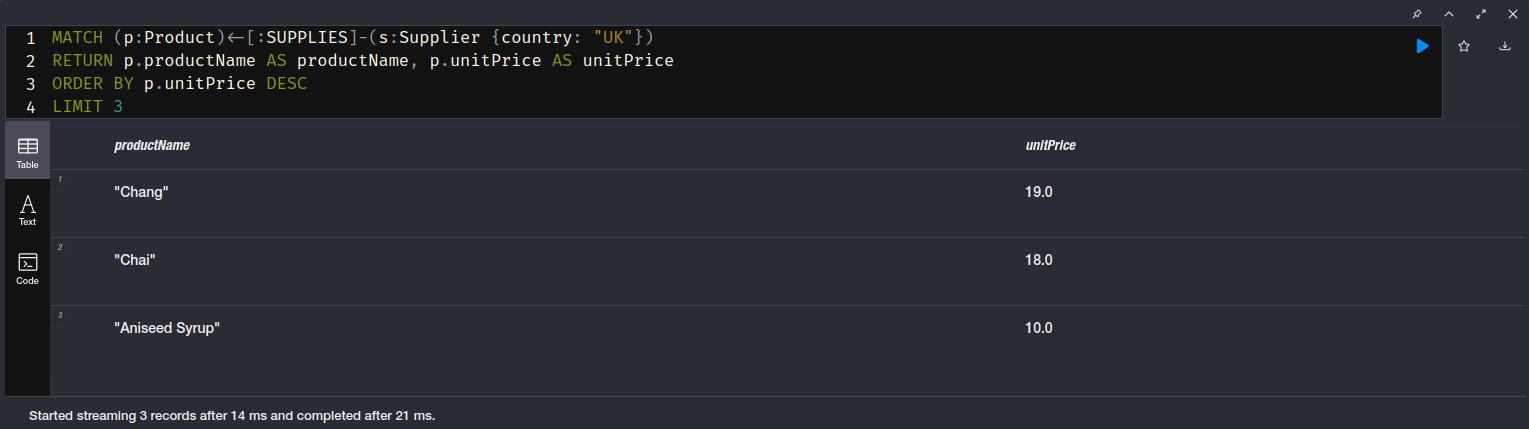 1 MATCH (p:Product)<-[:SUPPLIES]-(s:Supplier {country: "UK"})
2 RETURN p.productName AS productName, p.unitPrice AS unitPrice
3 ORDER BY p.unitPrice DESC
4 LIMIT 3
Table
Text
Code
productName unitPrice
1 "Chang" 19.0
2 "Chai" 18.0
3 "Aniseed Syrup" 10.0
Started streaming 3 records after 14 ms and completed after 21 ms.